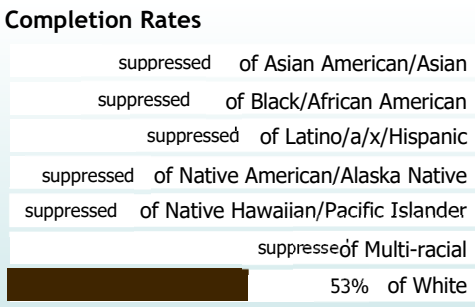 Completion Rates
suppressed of Asian American/Asian
suppressed of Black/African American
suppressed of Latino/a/x/Hispanic
suppressed of Native American/Alaska Native
suppressed of Native Hawaiian/Pacific Islander
suppresse of Multi-racial
53% of White